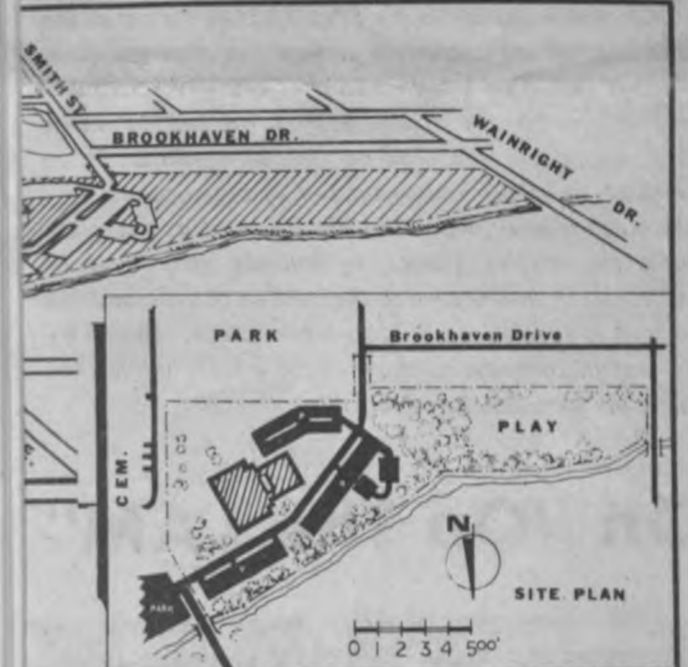 SMITH ST.
BROOKHAVEN DR.
WAINRIGHT
DR.
PARK
Brookhaven Drive
PLAY
CEM.
N
SITE PLAN
PARK
0 1 2 3 4 500'